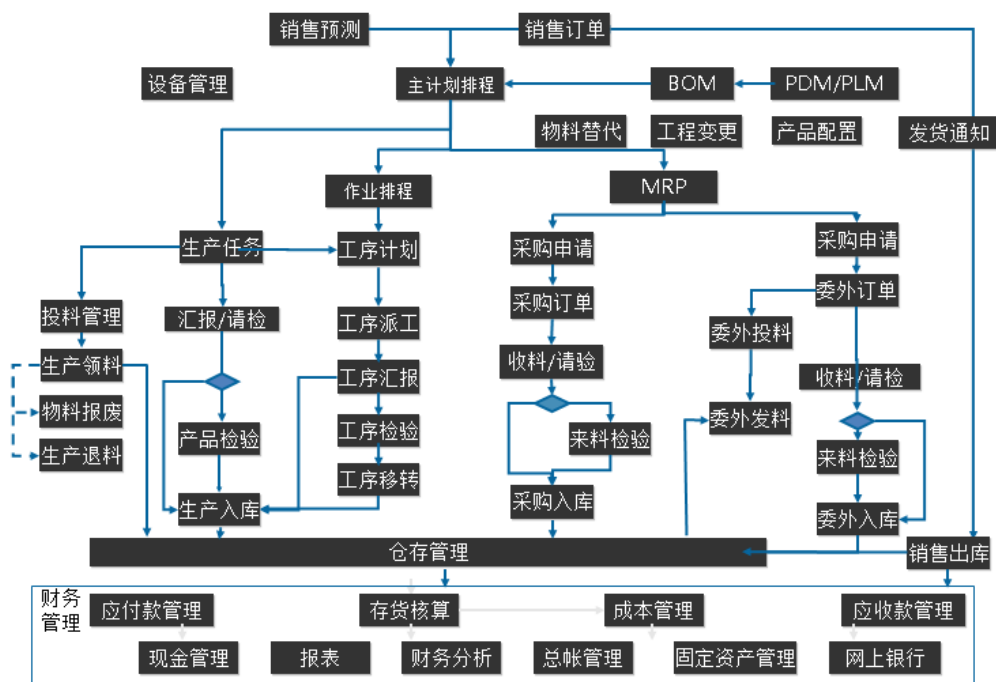 销售预测
销售订单
设备管理
主计划排程
BOM
PDM/PLM
物料替代
工程变更
产品配置
发货通知
作业排程
MRP
生产任务
工序计划
采购申请
采购申请
投料管理
汇报/请检
工序派工
采购订单
委外订单
委外投料
生产领料
工序汇报
收料/请验
收料/请检
物料报废
产品检验
工序检验
来料检验
委外发料
生产退料
工序移转
来料检验
生产入库
采购入库
委外入库
仓存管理
销售出库
财务
管理
应付款管理
存货核算
成本管理
应收款管理
现金管理
报表
财务分析
总帐管理
固定资产管理
网上银行